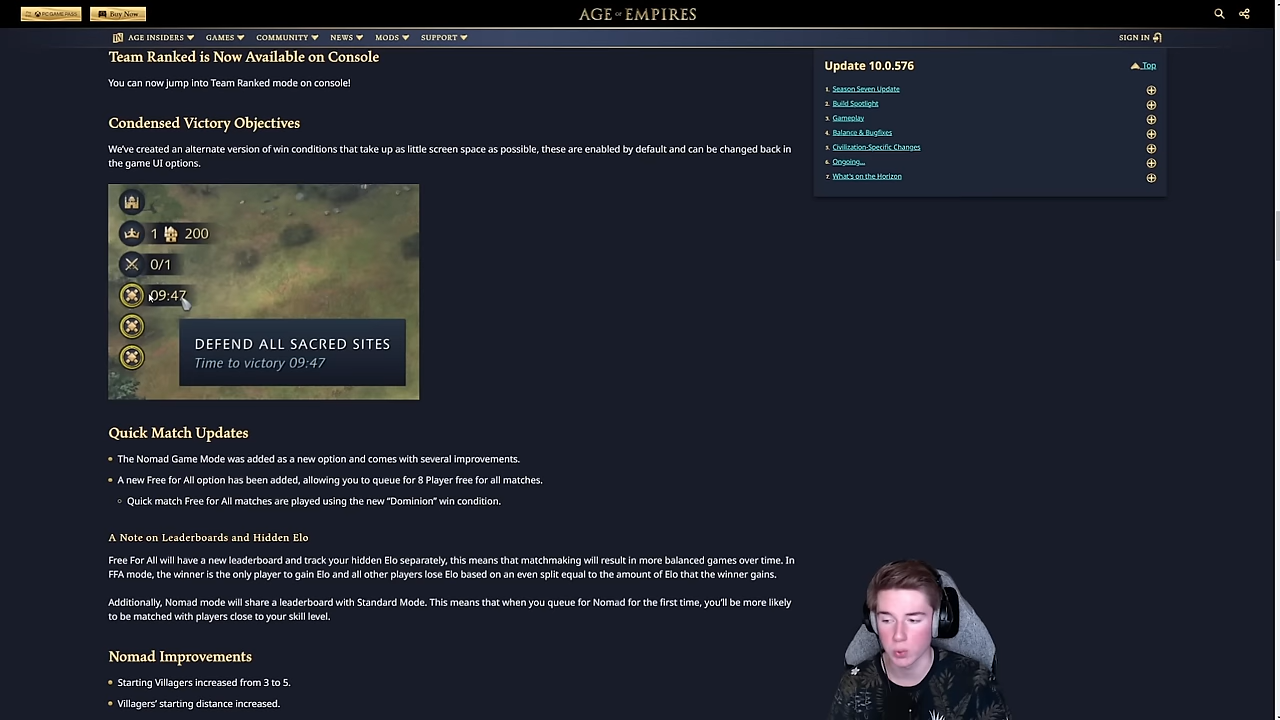 PC GAME PASS
Buy Now
AGE OF EMPIRES
AGE INSIDERS
GAMES
COMMUNITY
NEWS
MODS
SUPPORT
SIGN IN
Team Ranked is Now Available on Console
You can now jump into Team Ranked mode on console!
Condensed Victory Objectives
We've created an alternate version of win conditions that take up as little screen space as possible, these are enabled by default and can be changed back in
the game UI options.
1 200
0/1
09:47
DEFEND ALL SACRED SITES
Time to victory 09:47
Quick Match Updates
• The Nomad Game Mode was added as a new option and comes with several improvements.
• A new Free for All option has been added, allowing you to queue for 8 Player free for all matches.
○ Quick match Free for All matches are played using the new “Dominion” win condition.
A Note on Leaderboards and Hidden Elo
Free For All will have a new leaderboard and track your hidden Elo separately, this means that matchmaking will result in more balanced games over time. In
FFA mode, the winner is the only player to gain Elo and all other players lose Elo based on an even split equal to the amount of Elo that the winner gains.
Additionally, Nomad mode will share a leaderboard with Standard Mode. This means that when you queue for Nomad for the first time, you'll be more likely
to be matched with players close to your skill level.
Nomad Improvements
• Starting Villagers increased from 3 to 5.
• Villagers' starting distance increased.
Update 10.0.576
Top
1. Season Seven Update
2. Build Spotlight
3. Gameplay
4. Balance & Bugfixes
5. Civilization-Specific Changes
6. Ongoing...
7. What's on the Horizon